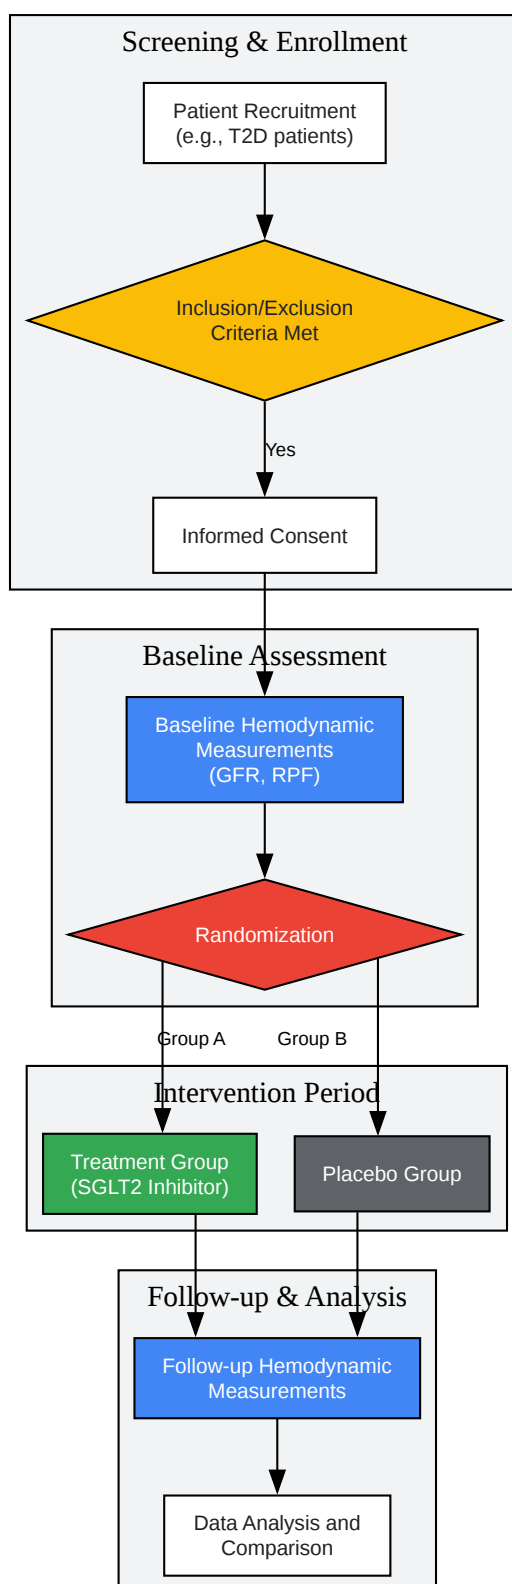 Screening & Enrollment
Patient Recruitment
(e.g., T2D patients)
Inclusion/Exclusion
Criteria Met
Yes
Informed Consent
Baseline Assessment
Baseline Hemodynamic
Measurements
(GFR, RPF)
Randomization
Group A
Group B
Intervention Period
Treatment Group
(SGLT2 Inhibitor)
Placebo Group
Follow-up & Analysis
Follow-up Hemodynamic
Measurements
Data Analysis and
Comparison